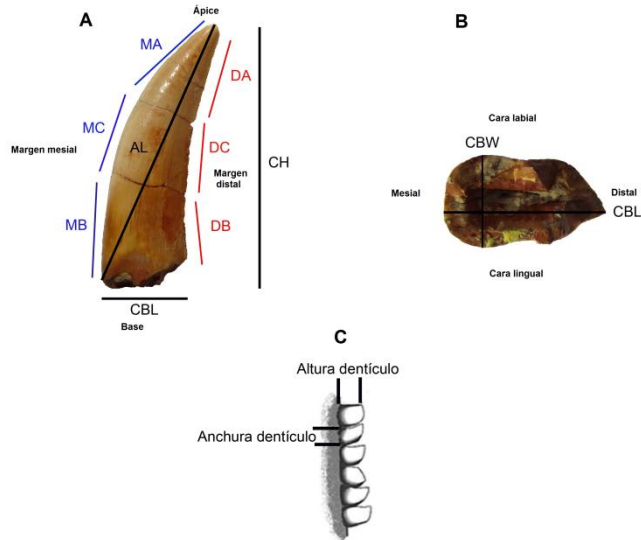 A
Ápice
MA
DA
MC
AL
DC
Margen mesial
Margen
distal
CH
MB
DB
CBL
Base
B
Cara labial
CBW
Mesial
Distal
CBL
Cara lingual
C
Altura dentículo
Anchura dentículo